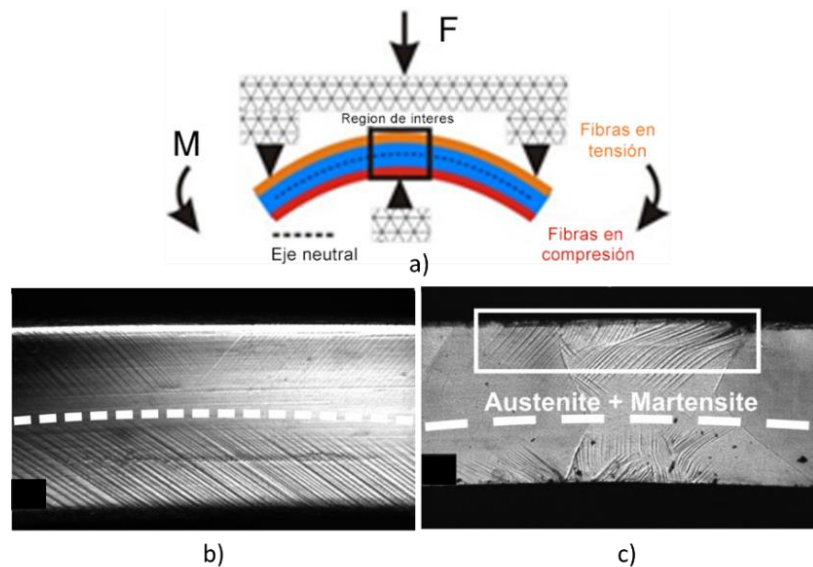 F
Region de interes
M
Fibras en
tensión
Eje neutral
Fibras en
compresión
a)
Austenite + Martensite
b)
c)